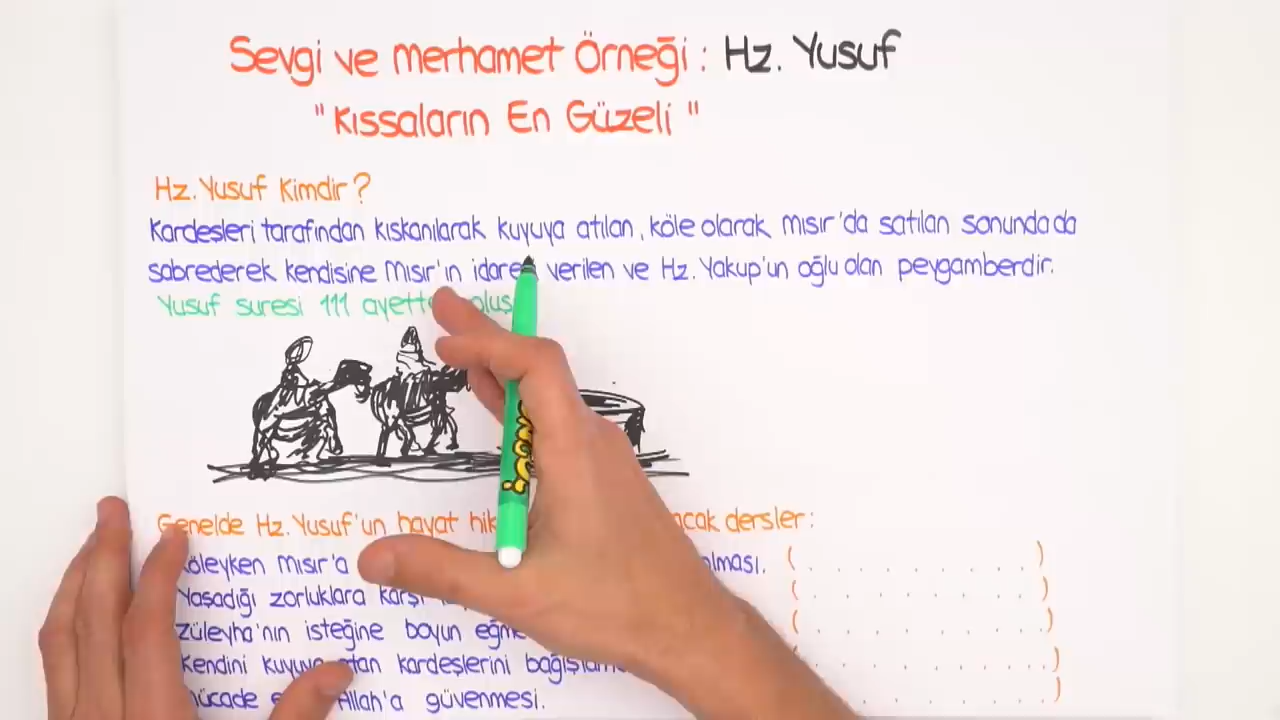 Sevgi ve Merhamet Örneği : Hz. Yusuf
" Kıssaların En Güzeli "
Hz. Yusuf Kimdir ?
Kardeşleri tarafından kıskanılarak kuyuya atılan, köle olarak Mısır'da satılan sonunda da
sabrederek kendisine Mısır'ın verilen ve Hz. Yakup'un oğlu olan peygamberdir.
Yusuf suresi 111
Genelde Hz. Yusuf'un hayat dersler :
Köleyken Mısır'a ( . . . . . . . . . . )
Yaşadığı zorluklara karşı ( . . . . . . . . . . )
Züleyha'nın isteğine boyun ( . . . . . . . . . . )
Kendini kardeşlerini ( . . . . . . . . . . )
Allah'a güvenmesi. ( . . . . . . . . . . )